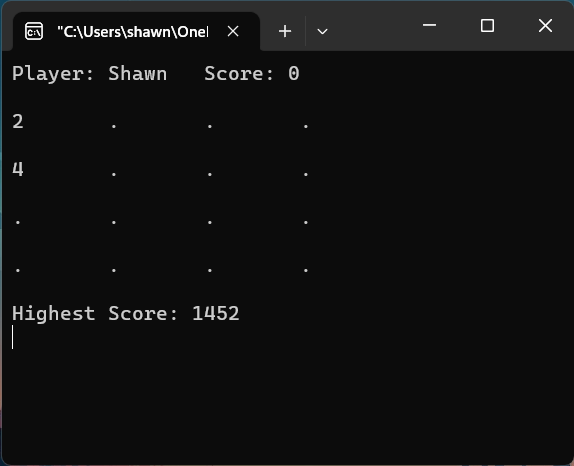 "C:\Users\shawn\OneI
Player: Shawn Score: 0
2 . . .
4 . . .
. . . .
. . . .
Highest Score: 1452